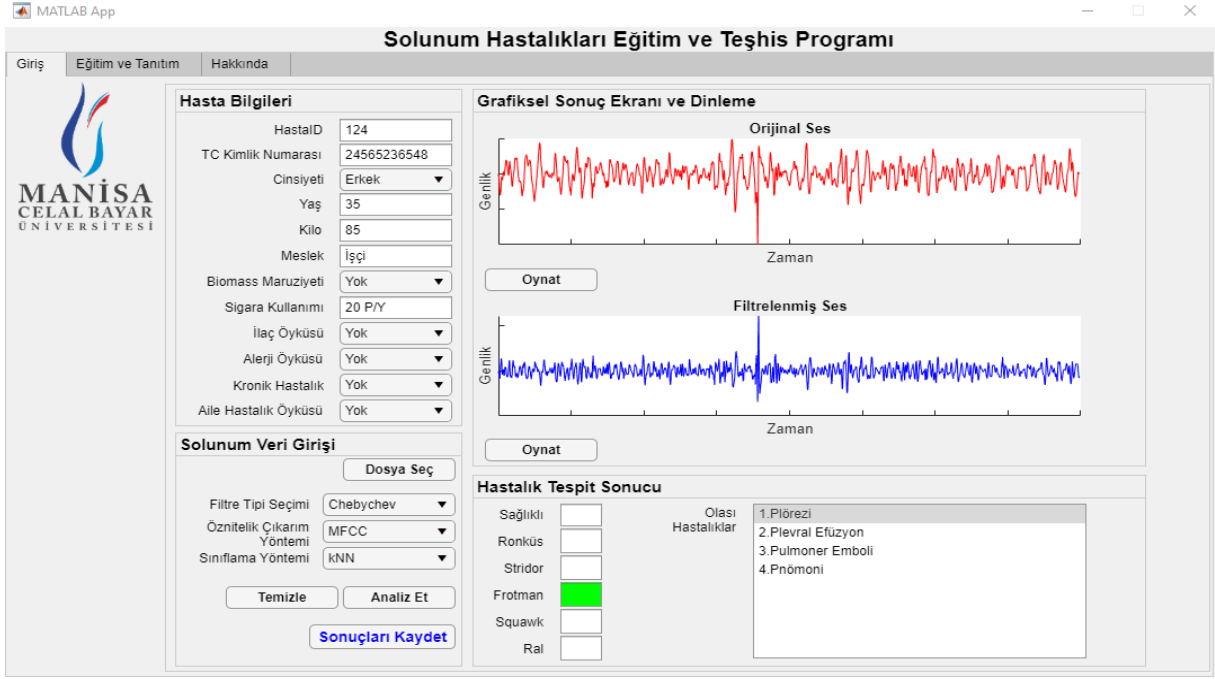 MATLAB App
Solunum Hastalıkları Eğitim ve Teşhis Programı
Giriş Eğitim ve Tanıtım Hakkında
MANİSA
CELAL BAYAR
ÜNİVERSİTESİ
Hasta Bilgileri
HastaID 124
TC Kimlik Numarası 24565236548
Cinsiyeti Erkek
Yaş 35
Kilo 85
Meslek İşçi
Biomass Maruziyeti Yok
Sigara Kullanımı 20 P/Y
İlaç Öyküsü Yok
Alerji Öyküsü Yok
Kronik Hastalık Yok
Aile Hastalık Öyküsü Yok
Solunum Veri Girişi
Dosya Seç
Filtre Tipi Seçimi Chebychev
Öznitelik Çıkarım
Yöntemi MFCC
Sınıflama Yöntemi kNN
Temizle Analiz Et
Sonuçları Kaydet
Grafiksel Sonuç Ekranı ve Dinleme
Orijinal Ses
Genlik
Zaman
Oynat
Filtrelenmiş Ses
Genlik
Zaman
Oynat
Hastalık Tespit Sonucu
Sağlıklı
Ronküs
Stridor
Frotman
Squawk
Ral
Olası
Hastalıklar
1.Plörezi
2.Plevral Efüzyon
3.Pulmoner Emboli
4.Pnömoni